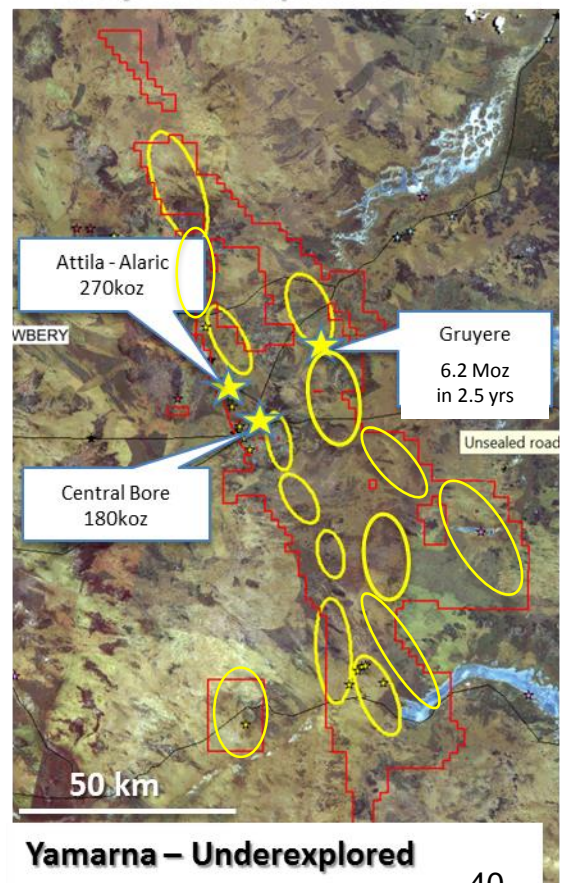 Attila - Alaric
270koz
WBERY
Gruyere
6.2 Moz
in 2.5 yrs
Unsealed road
Central Bore
180koz
50 km
Yamarna – Underexplored